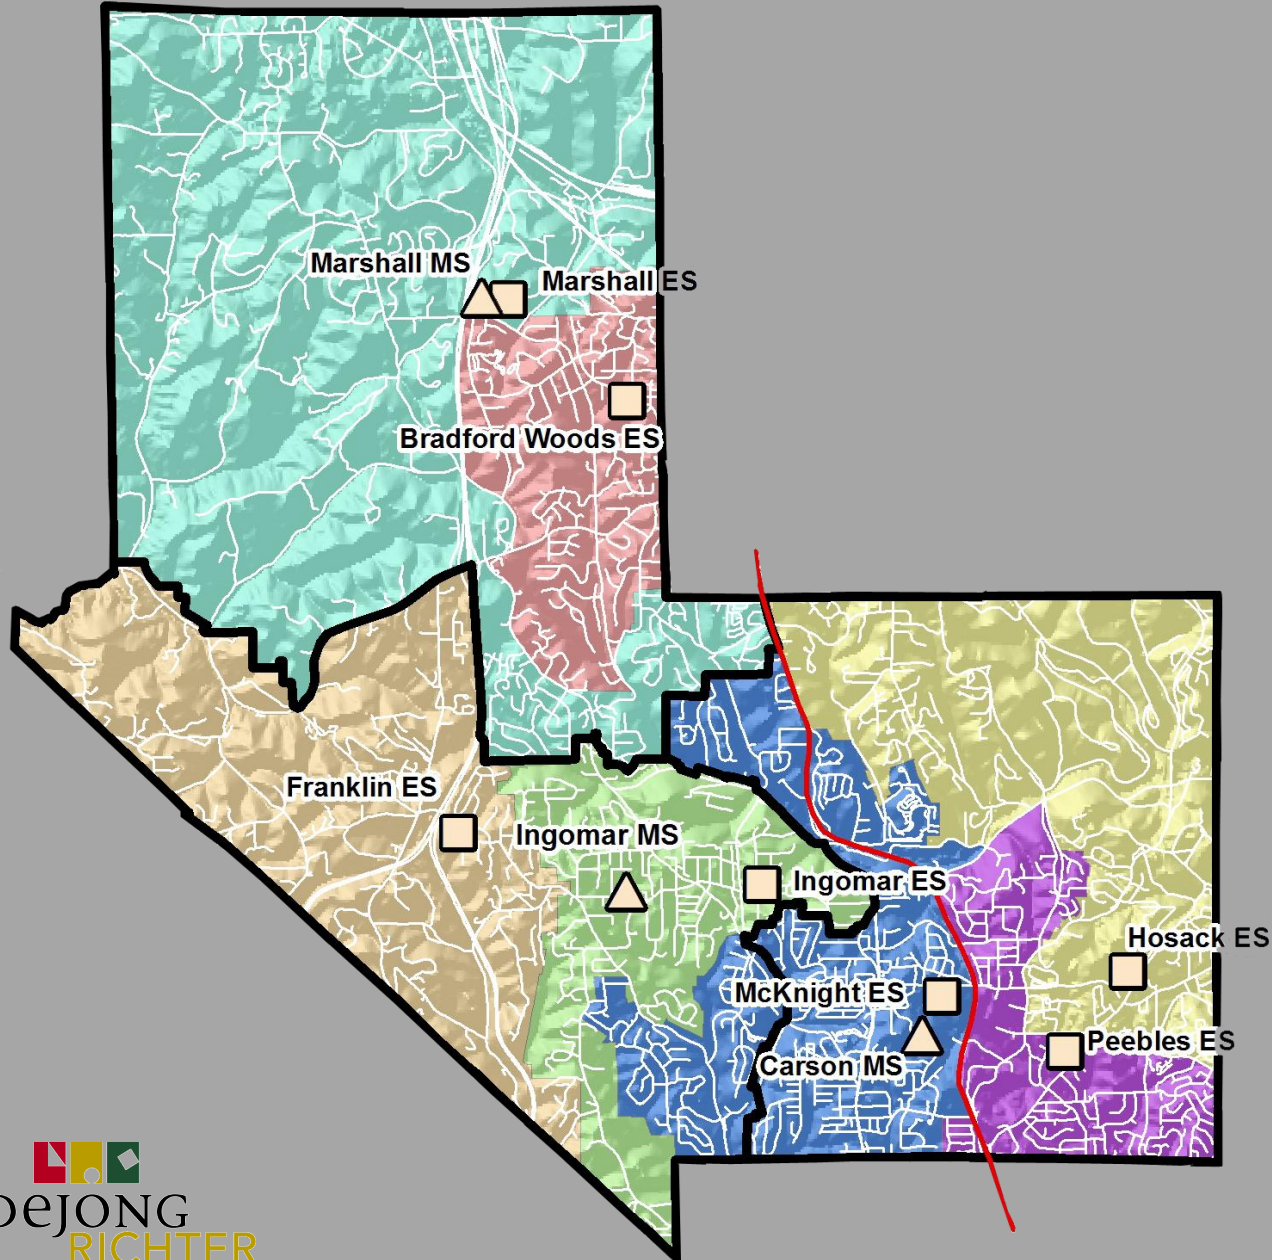 Marshall MS
Marshall ES
Bradford Woods ES
Franklin ES
Ingomar MS
Ingomar ES
Hosack ES
McKnight ES
Peebles ES
Carson MS
DEJONG
RICHTER